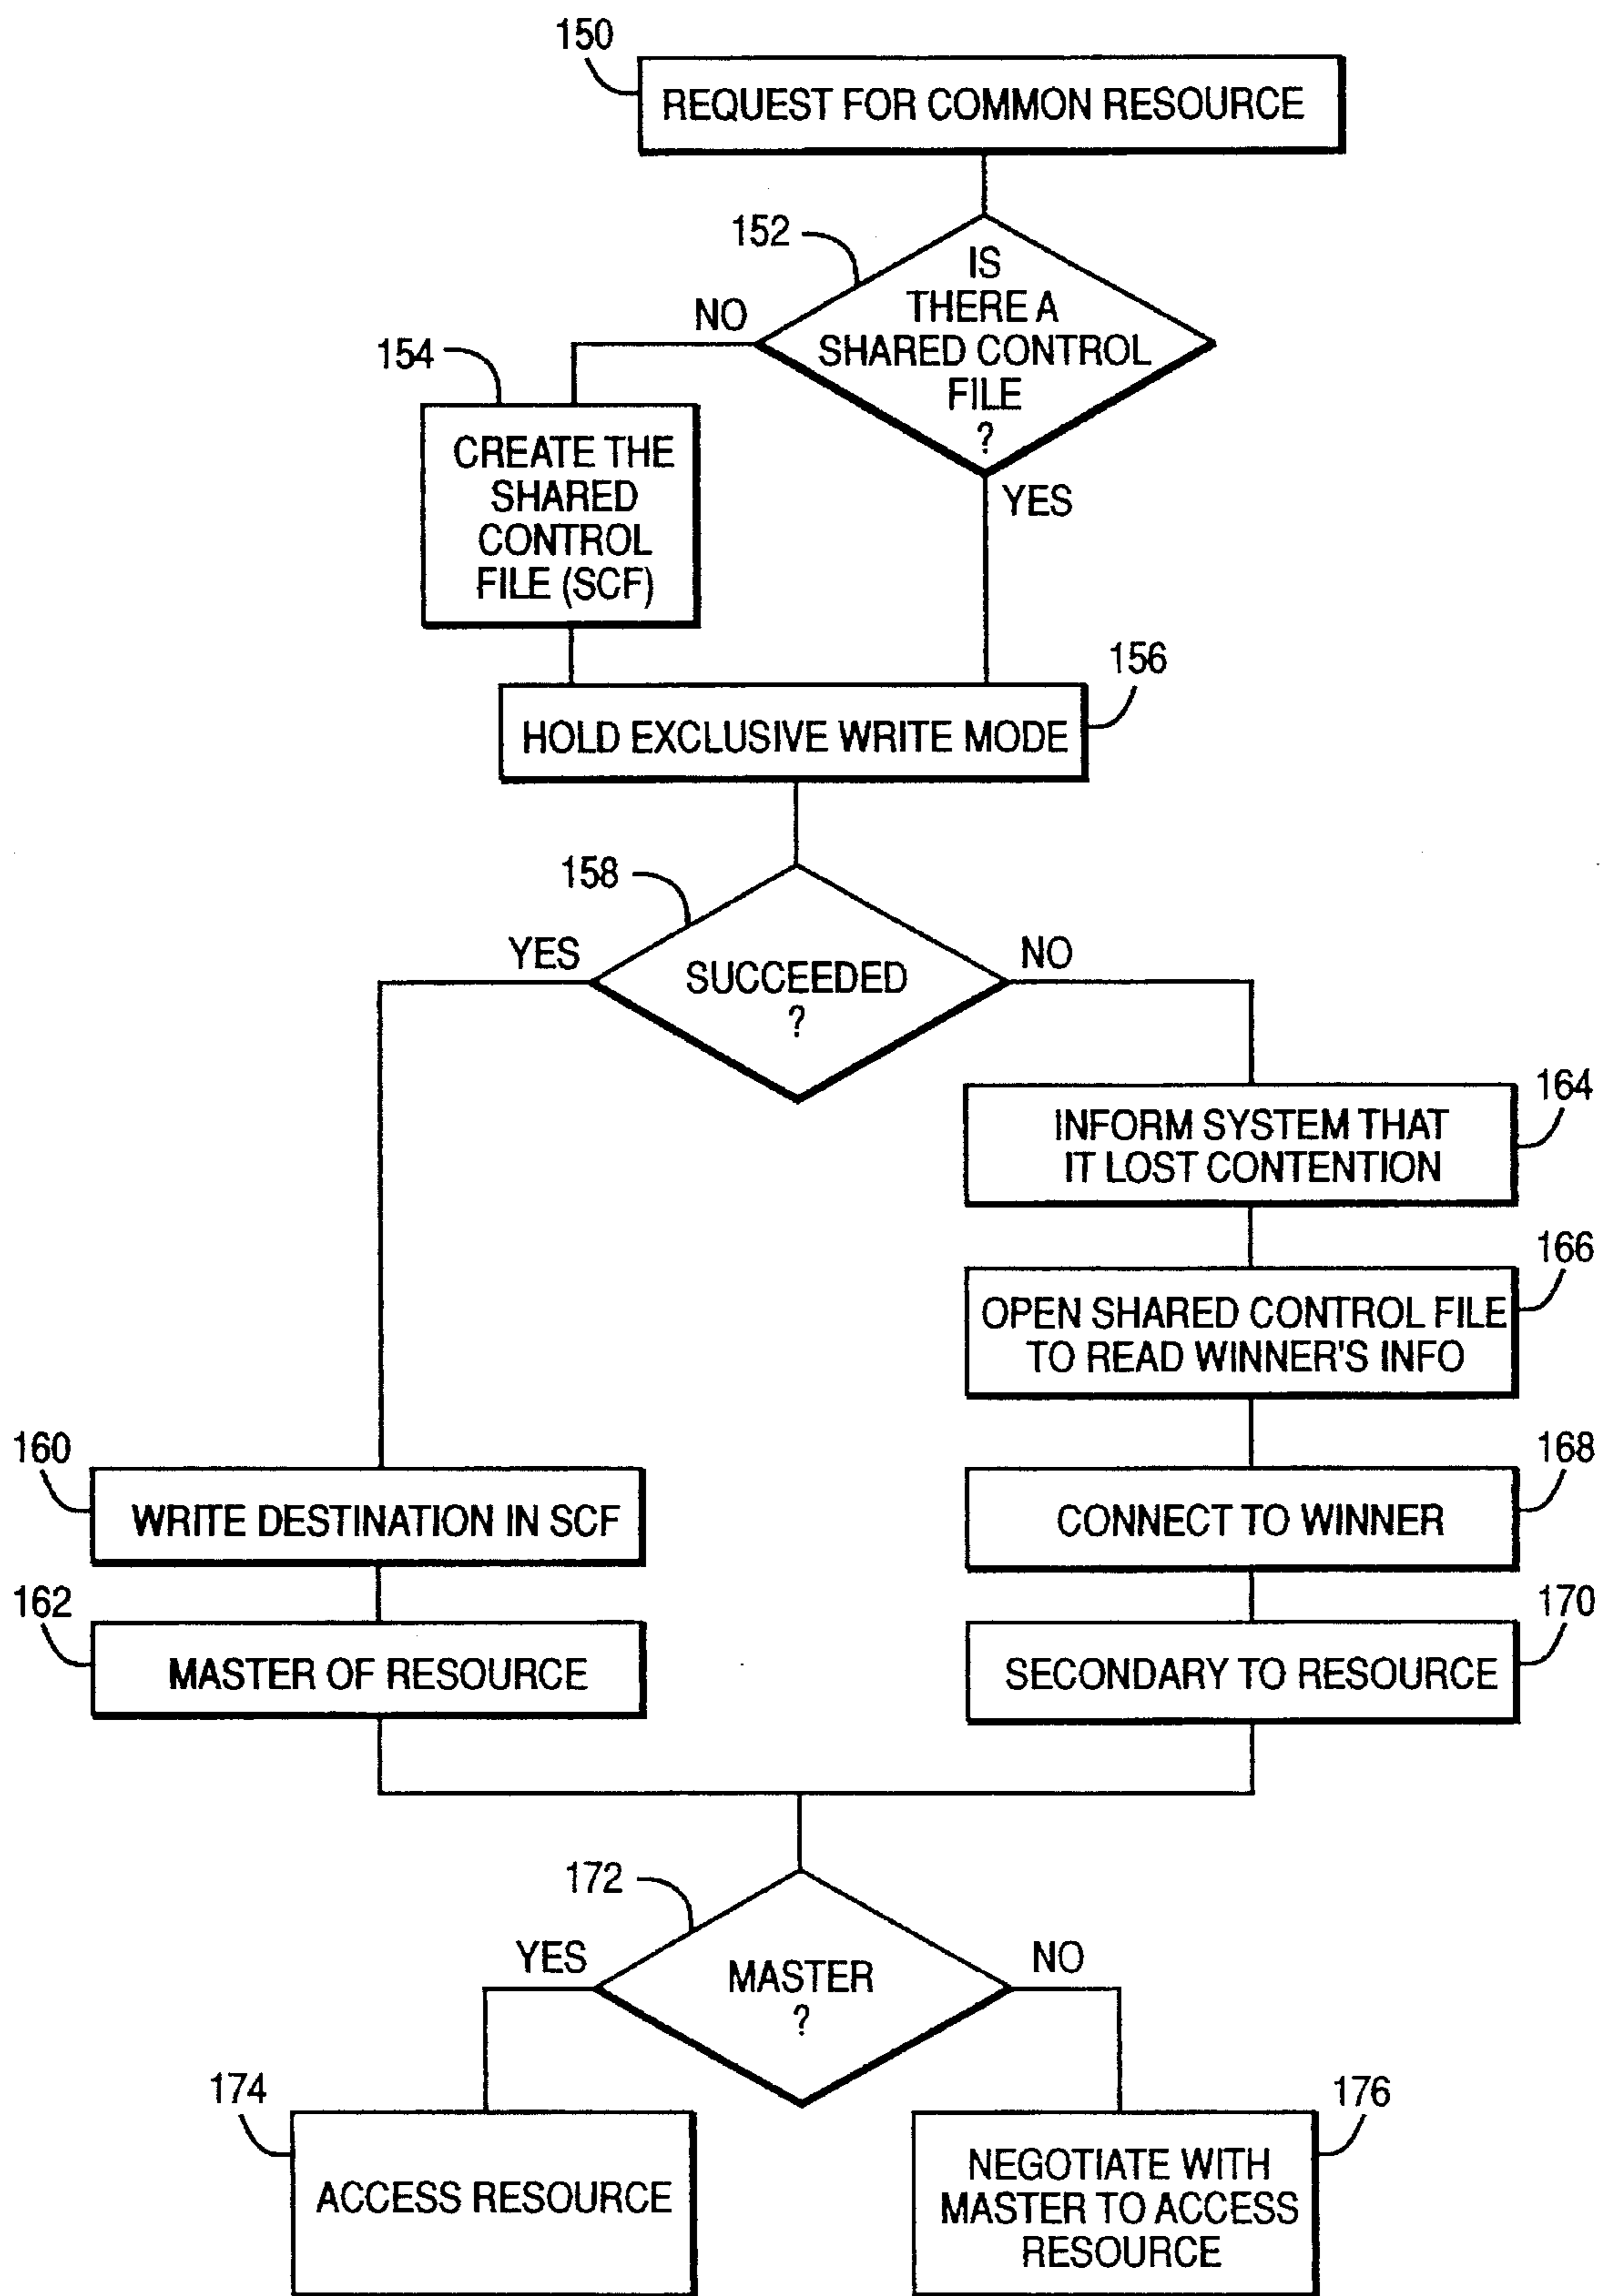 150
REQUEST FOR COMMON RESOURCE
152
IS
THERE A
SHARED CONTROL
FILE
?
NO
YES
154
CREATE THE
SHARED
CONTROL
FILE (SCF)
156
HOLD EXCLUSIVE WRITE MODE
158
SUCCEEDED
?
YES
NO
164
INFORM SYSTEM THAT
IT LOST CONTENTION
166
OPEN SHARED CONTROL FILE
TO READ WINNER'S INFO
160
WRITE DESTINATION IN SCF
168
CONNECT TO WINNER
162
MASTER OF RESOURCE
170
SECONDARY TO RESOURCE
172
MASTER
?
YES
NO
174
ACCESS RESOURCE
176
NEGOTIATE WITH
MASTER TO ACCESS
RESOURCE